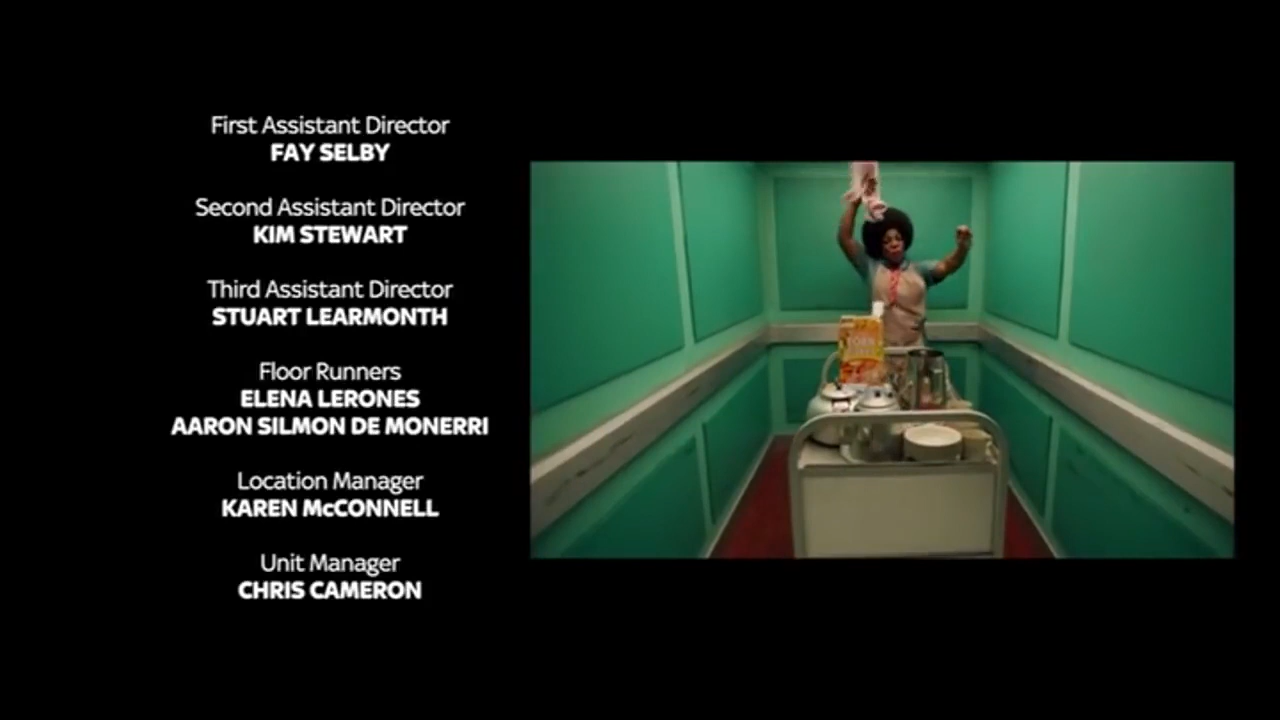 First Assistant Director
FAY SELBY
Second Assistant Director
KIM STEWART
Third Assistant Director
STUART LEARMONTH
Floor Runners
ELENA LERONES
AARON SILMON DE MONERRI
Location Manager
KAREN McCONNELL
Unit Manager
CHRIS CAMERON